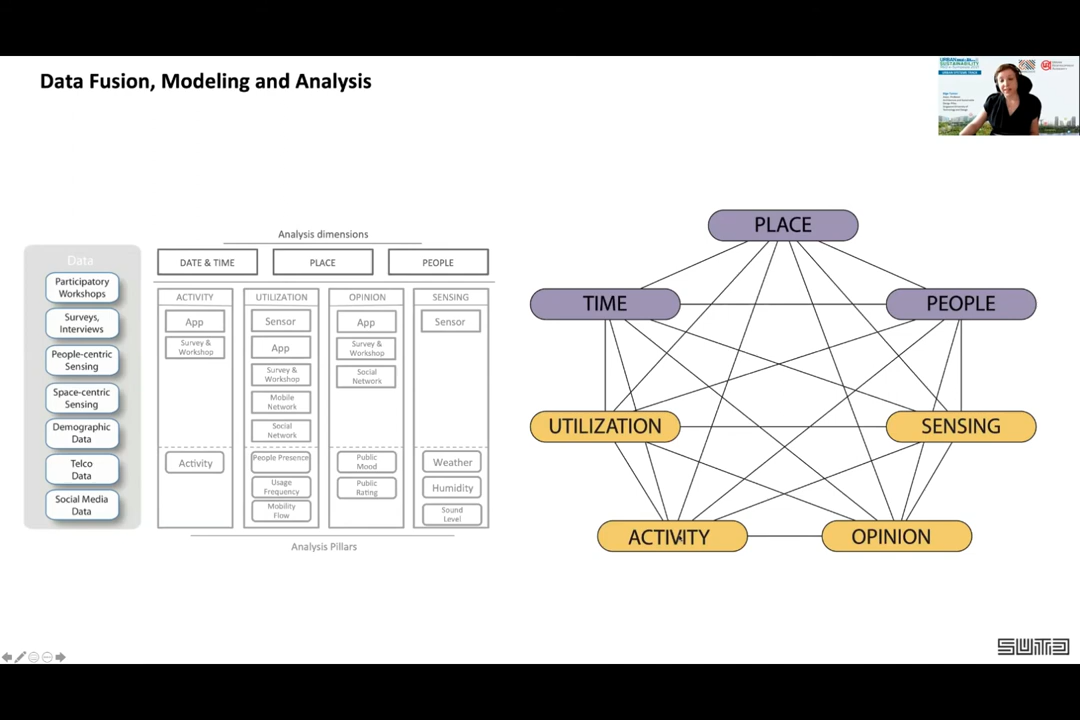 Data Fusion, Modeling and Analysis
URBAN
SUSTAINABILITY
Data
Participatory
Workshops
Surveys,
Interviews
People-centric
Sensing
Space-centric
Sensing
Demographic
Data
Telco
Data
Social Media
Data
Analysis dimensions
DATE & TIME
PLACE
PEOPLE
ACTIVITY
App
Survey &
Workshop
Activity
UTILIZATION
Sensor
App
Survey &
Workshop
Mobile
Network
Social
Network
People Presence
Usage
Frequency
Mobility
Flow
OPINION
App
Survey &
Workshop
Social
Network
Public
Mood
Public
Rating
SENSING
Sensor
Weather
Humidity
Sound
Level
Analysis Pillars
PLACE
TIME
PEOPLE
UTILIZATION
SENSING
ACTIVITY
OPINION
SUTD